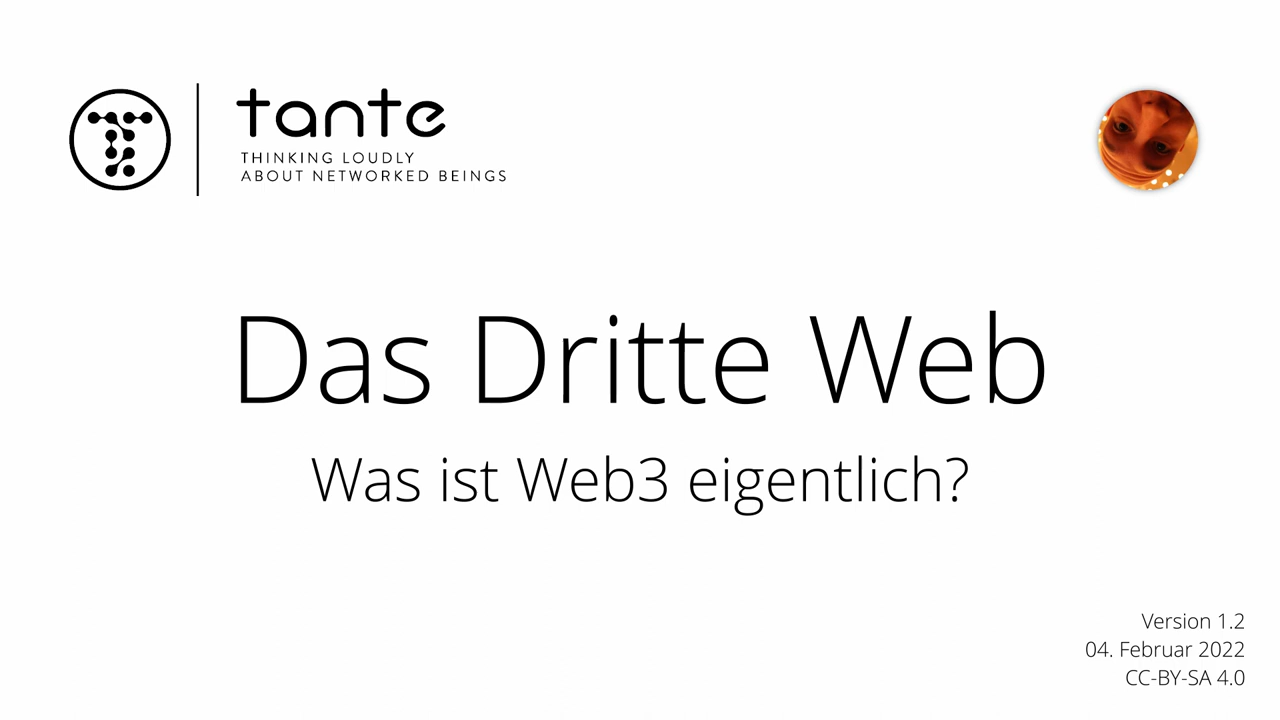 tante
THINKING LOUDLY
ABOUT NETWORKED BEINGS
Das Dritte Web
Was ist Web3 eigentlich?
Version 1.2
04. Februar 2022
CC-BY-SA 4.0